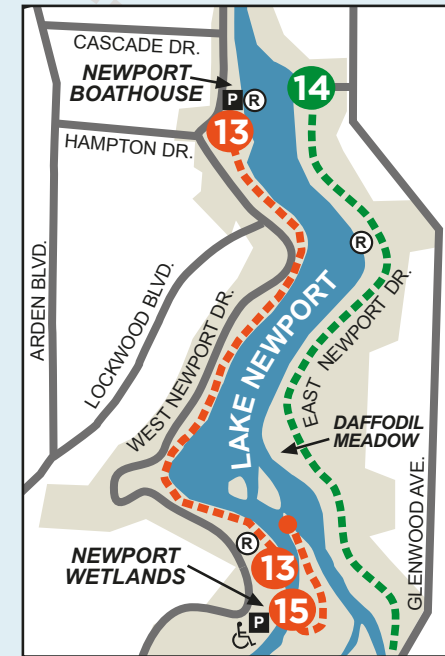 CASCADE DR.
NEWPORT
BOATHOUSE
P R
13
14
HAMPTON DR.
R
ARDEN BLVD.
LOCKWOOD BLVD.
WEST NEWPORT DR.
LAKE NEWPORT
EAST NEWPORT DR.
DAFFODIL
MEADOW
GLENWOOD AVE.
R
NEWPORT
WETLANDS
13
15
P